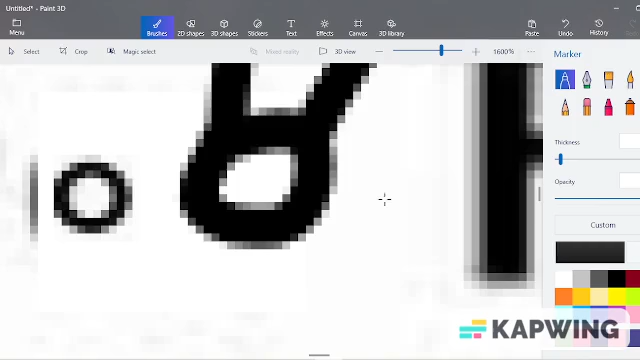 Untitled* - Paint 3D
Menu
Brushes
2D shapes
3D shapes
Stickers
Text
Effects
Canvas
3D library
Paste
Undo
History
Select
Crop
Magic select
Mixed reality
3D view
1600%
Marker
Thickness
Opacity
Custom
KAPWING